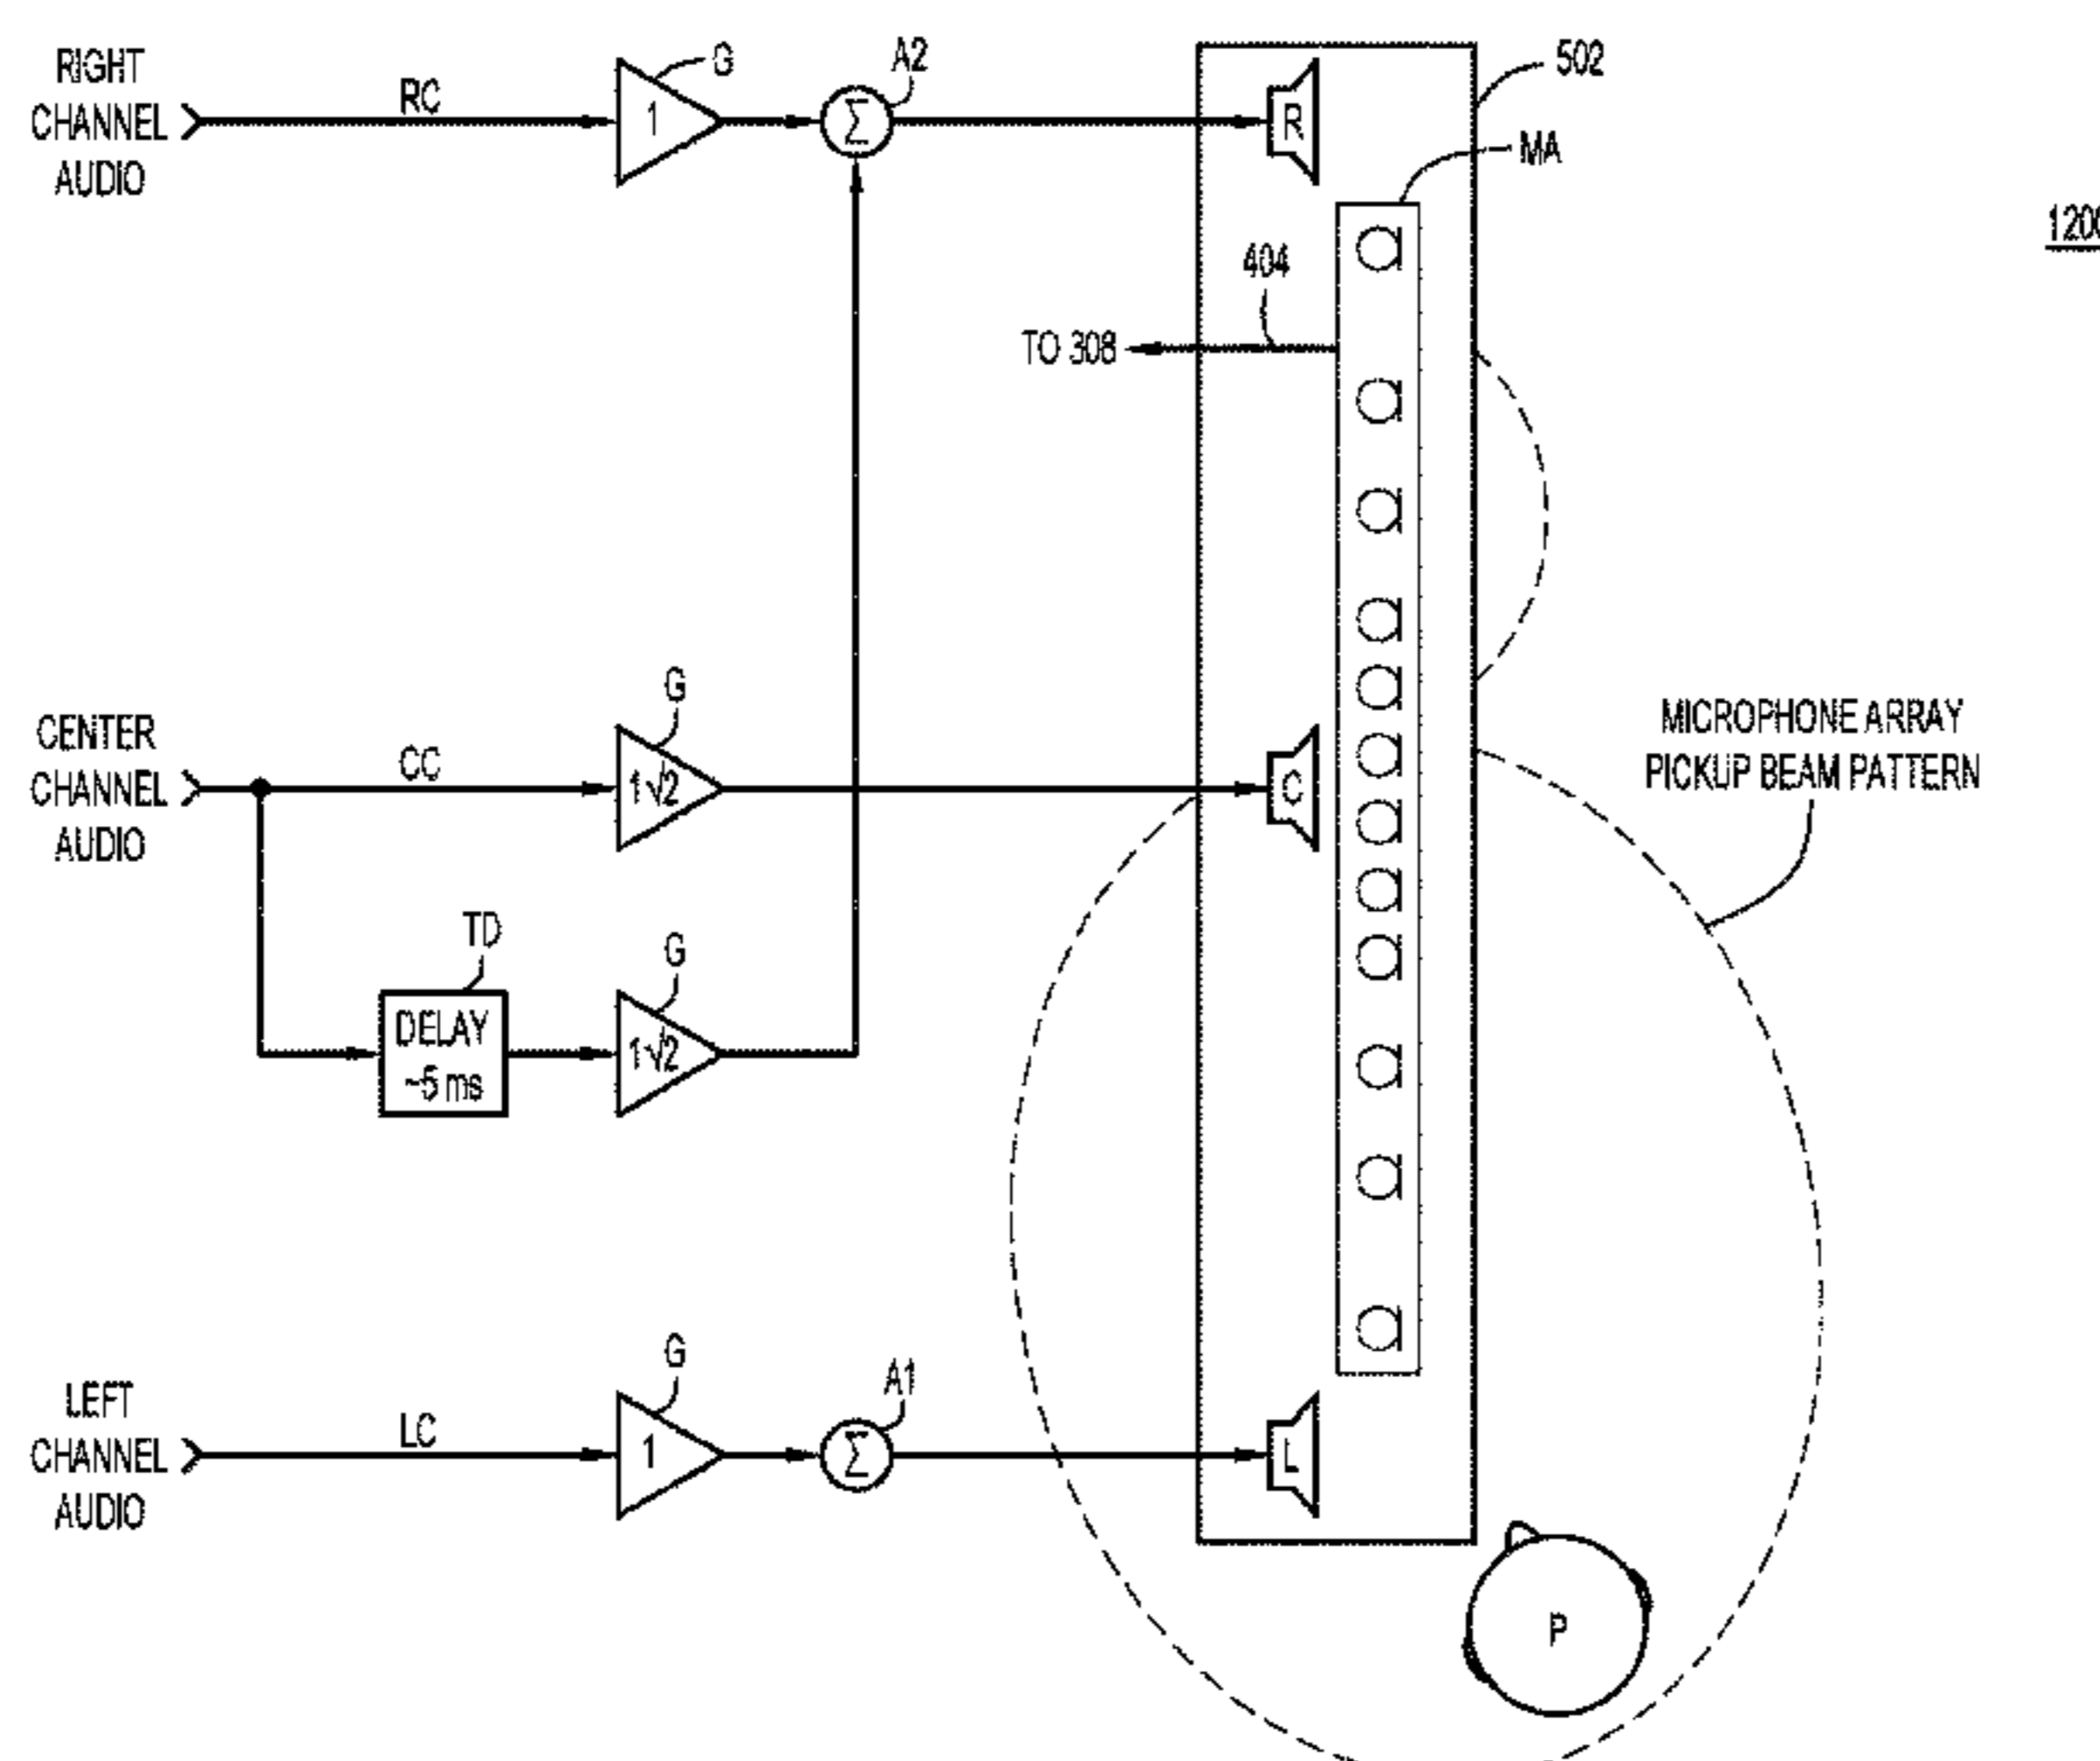 RIGHT
CHANNEL
AUDIO
RC
G
1
A2
Σ
R
502
MA
404
TO 308
CENTER
CHANNEL
AUDIO
CC
G
1√2
C
MICROPHONE ARRAY
PICKUP BEAM PATTERN
TD
DELAY
~5 ms
G
1√2
LEFT
CHANNEL
AUDIO
LC
G
1
A1
Σ
L
P